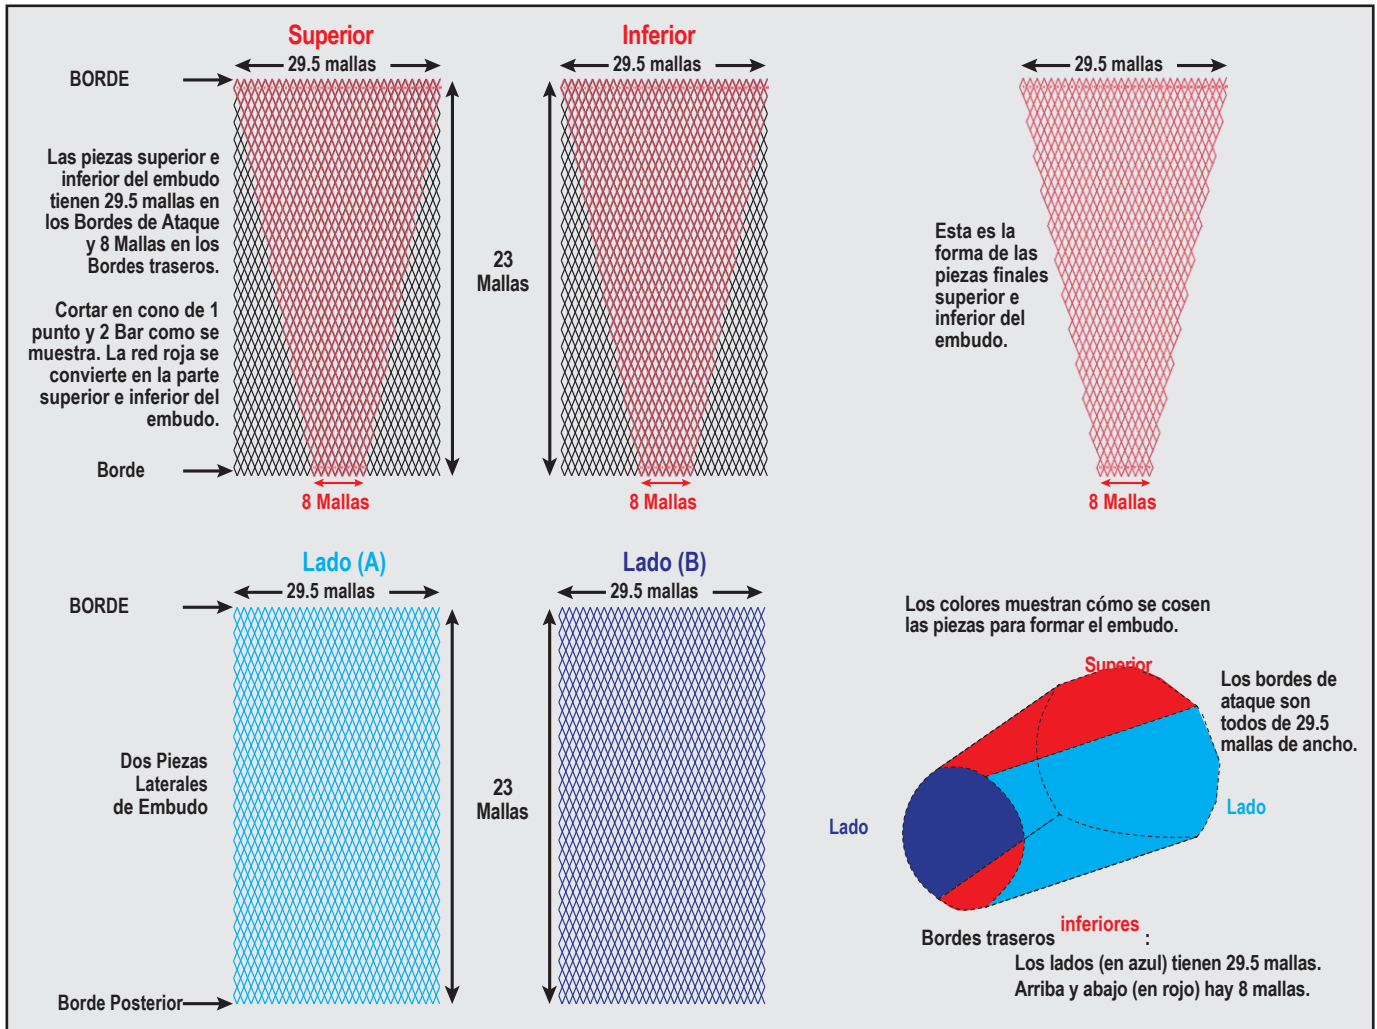 Superior
29.5 mallas
BORDE
Las piezas superior e
inferior del embudo
tienen 29.5 mallas en
los Bordes de Ataque
y 8 Mallas en los
Bordes traseros.
Cortar en cono de 1
punto y 2 Bar como se
muestra. La red roja se
convierte en la parte
superior e inferior del
embudo.
Borde
8 Mallas
23
Mallas
Inferior
29.5 mallas
8 Mallas
29.5 mallas
Esta es la
forma de las
piezas finales
superior e
inferior del
embudo.
8 Mallas
Lado (A)
29.5 mallas
BORDE
Dos Piezas
Laterales
de Embudo
Borde Posterior
23
Mallas
Lado (B)
29.5 mallas
Los colores muestran cómo se cosen
las piezas para formar el embudo.
Superior
Los bordes de
ataque son
todos de 29.5
mallas de ancho.
Lado
Lado
inferiores
Bordes traseros :
Los lados (en azul) tienen 29.5 mallas.
Arriba y abajo (en rojo) hay 8 mallas.